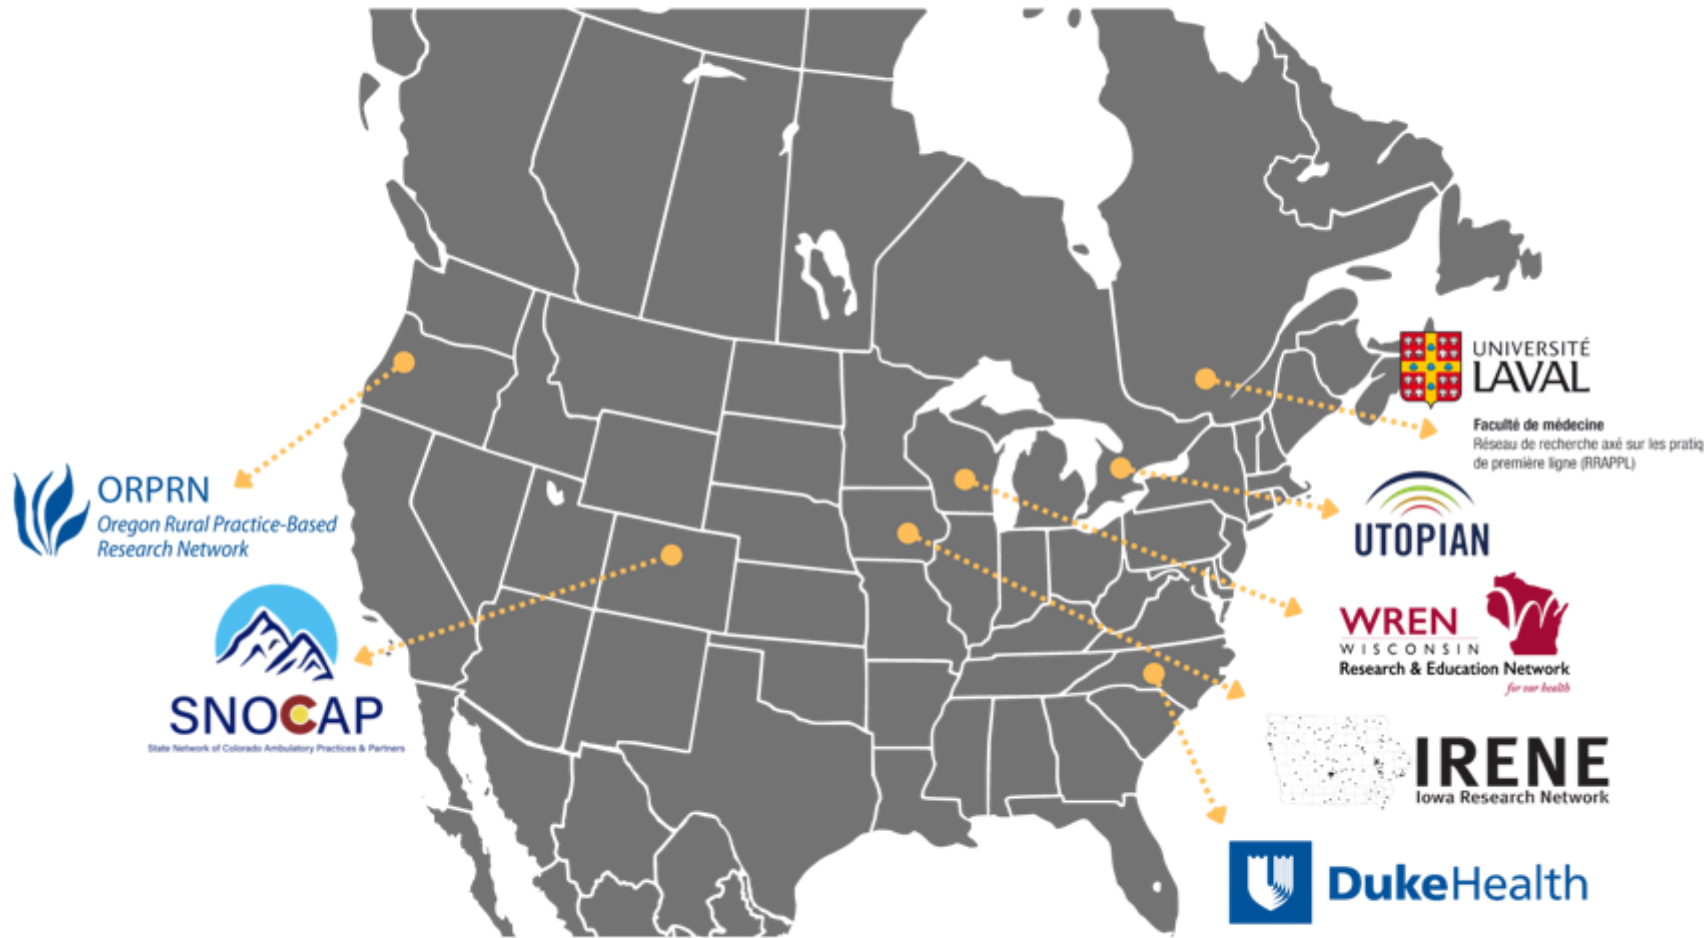 UNIVERSITÉ
LAVAL
Faculté de médecine
Réseau de recherche axé sur les pratiq
de première ligne (RRAPPL)
ORPRN
Oregon Rural Practice-Based
Research Network
UTOPIAN
SNOCAP
State Network of Colorado Ambulatory Practices & Partners
WREN
WISCONSIN
Research & Education Network
for our health
IRENE
Iowa Research Network
DukeHealth